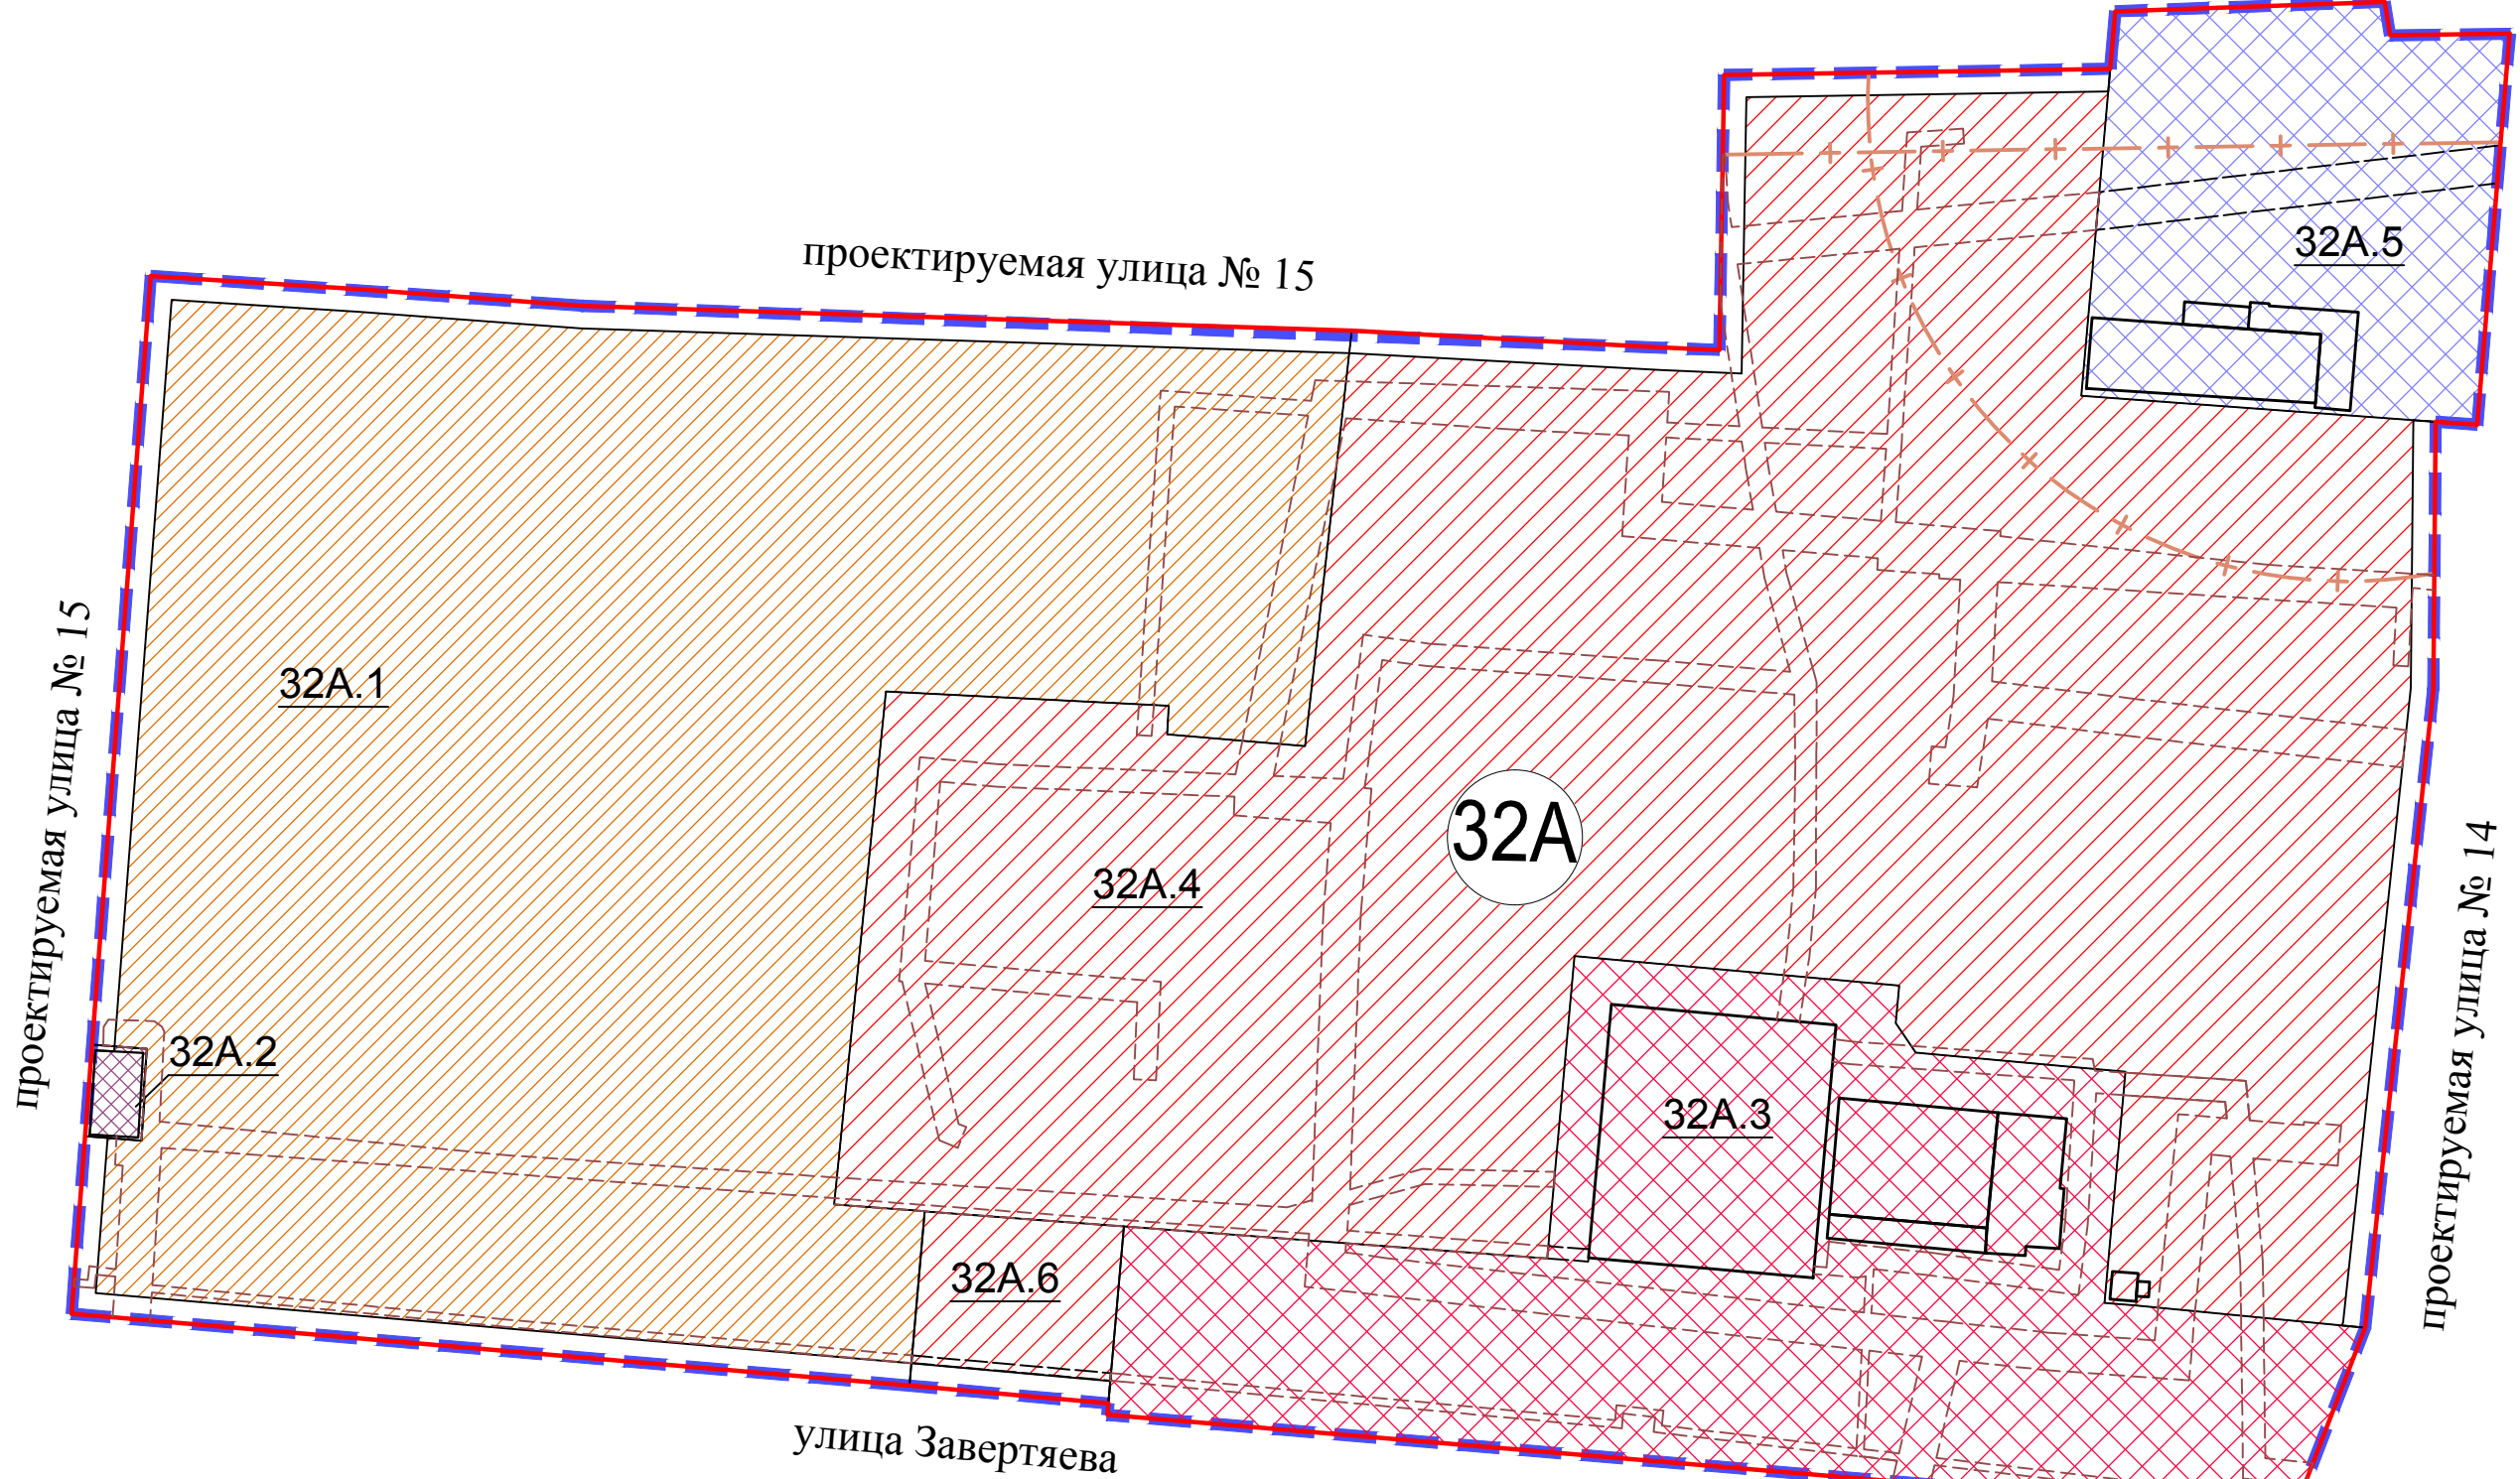 32А.5
проектируемая улица № 15
проектируемая улица № 15
32А.1
32А
32А.4
проектируемая улица № 14
32А.2
32А.3
32А.6
улица Завертяева